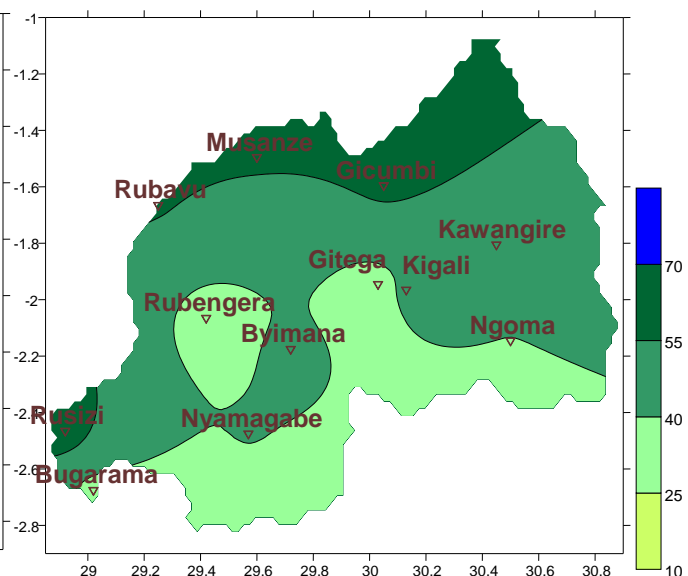 -1
-1.2
-1.4
-1.6
-1.8
-2
-2.2
-2.4
-2.6
-2.8
29
29.2
29.4
29.6
29.8
30
30.2
30.4
30.6
30.8
Musanze
Gicumbi
Rubavu
Kawangire
Gitega
Kigali
Rubengera
Byimana
Ngoma
Rusizi
Nyamagabe
Bugarama
70
55
40
25
10